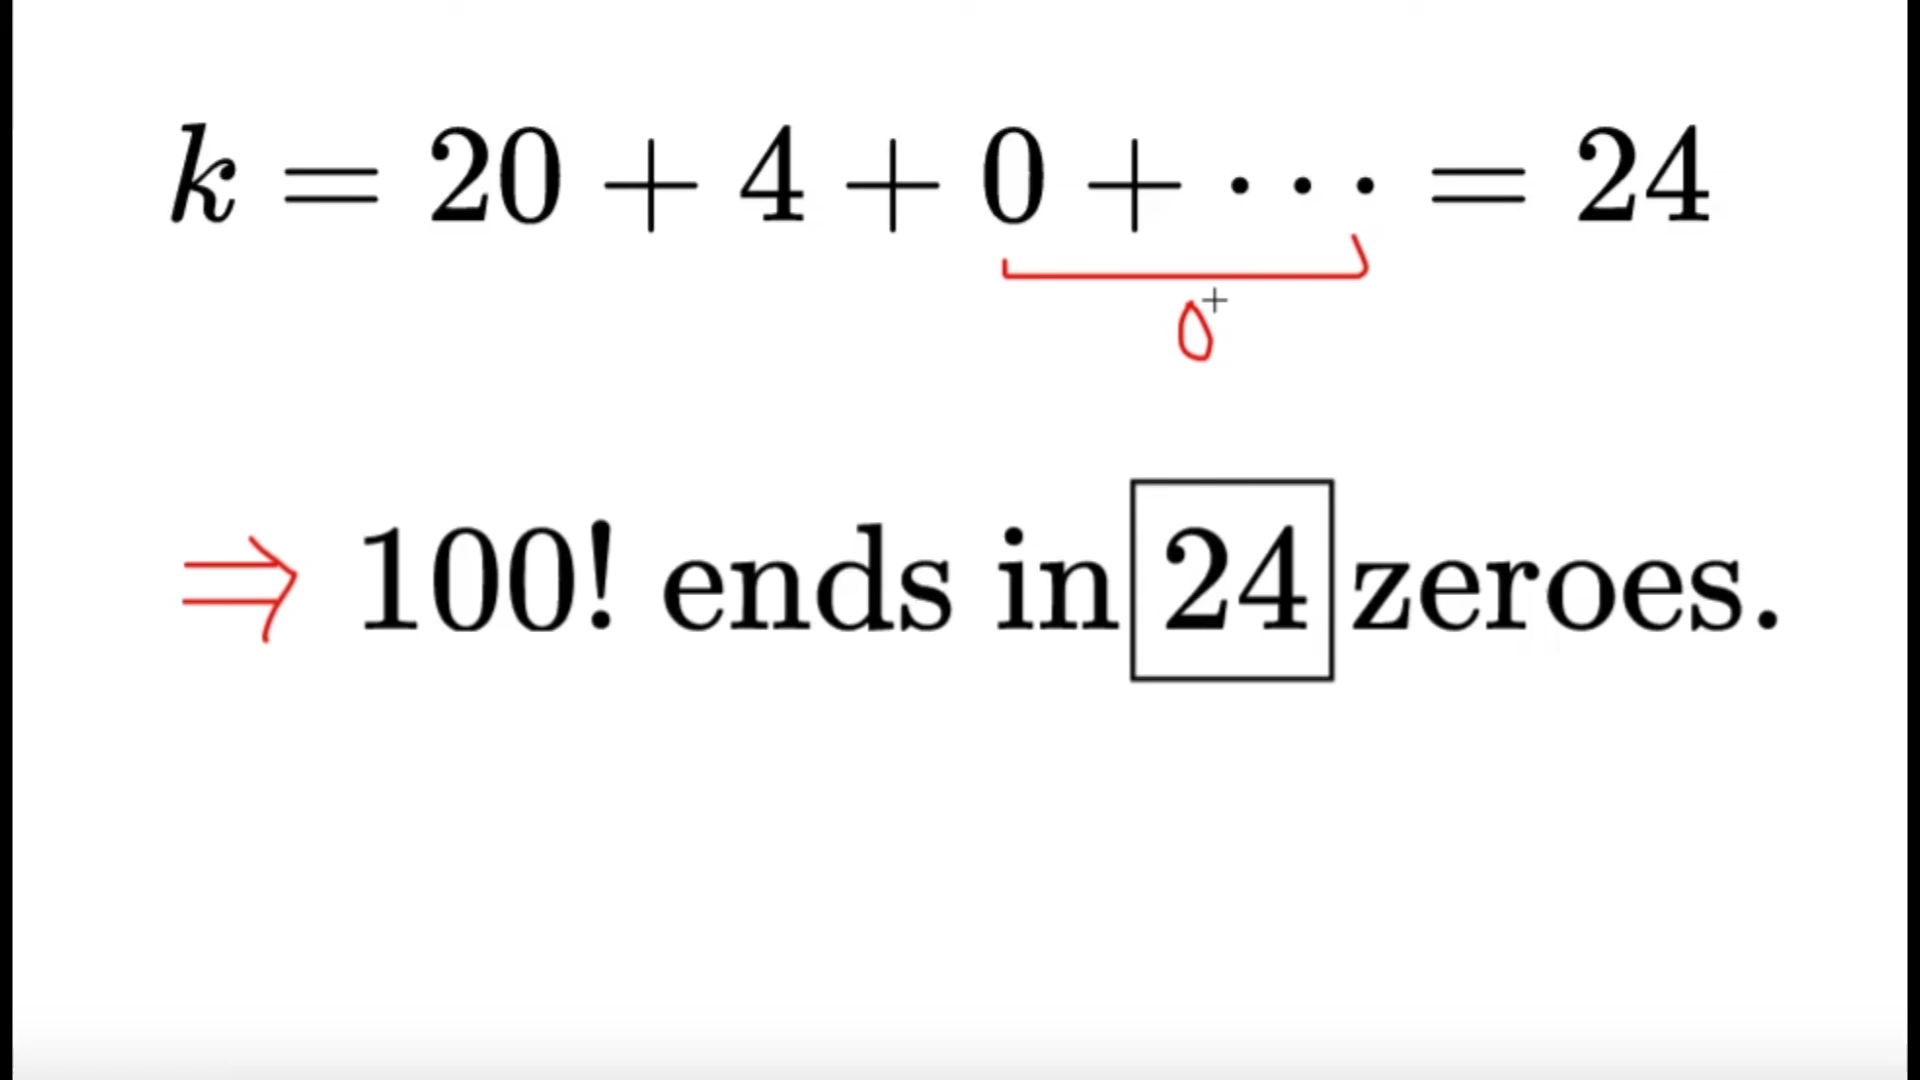 k = 20 + 4 + 0 + · · · = 24
0
⇒ 100! ends in 24 zeroes.